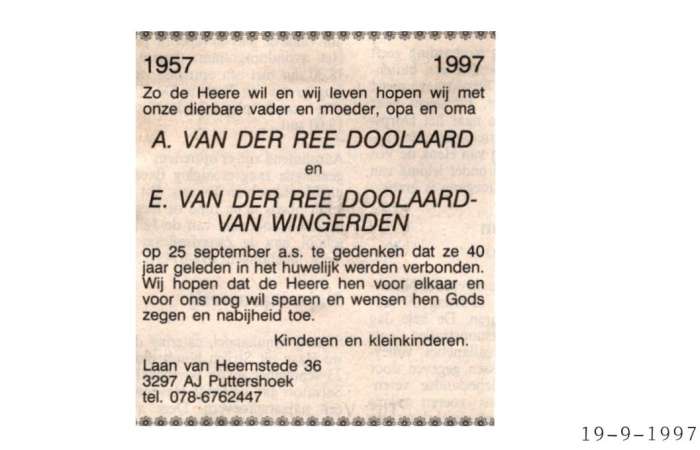 1957 1997
Zo de Heere wil en wij leven hopen wij met
onze dierbare vader en moeder, opa en oma
A. VAN DER REE DOOLAARD
en
E. VAN DER REE DOOLAARD-
VAN WINGERDEN
op 25 september a.s. te gedenken dat ze 40
jaar geleden in het huwelijk werden verbonden.
Wij hopen dat de Heere hen voor elkaar en
voor ons nog wil sparen en wensen hen Gods
zegen en nabijheid toe.
Kinderen en kleinkinderen.
Laan van Heemstede 36
3297 AJ Puttershoek
tel. 078-6762447
19-9-1997